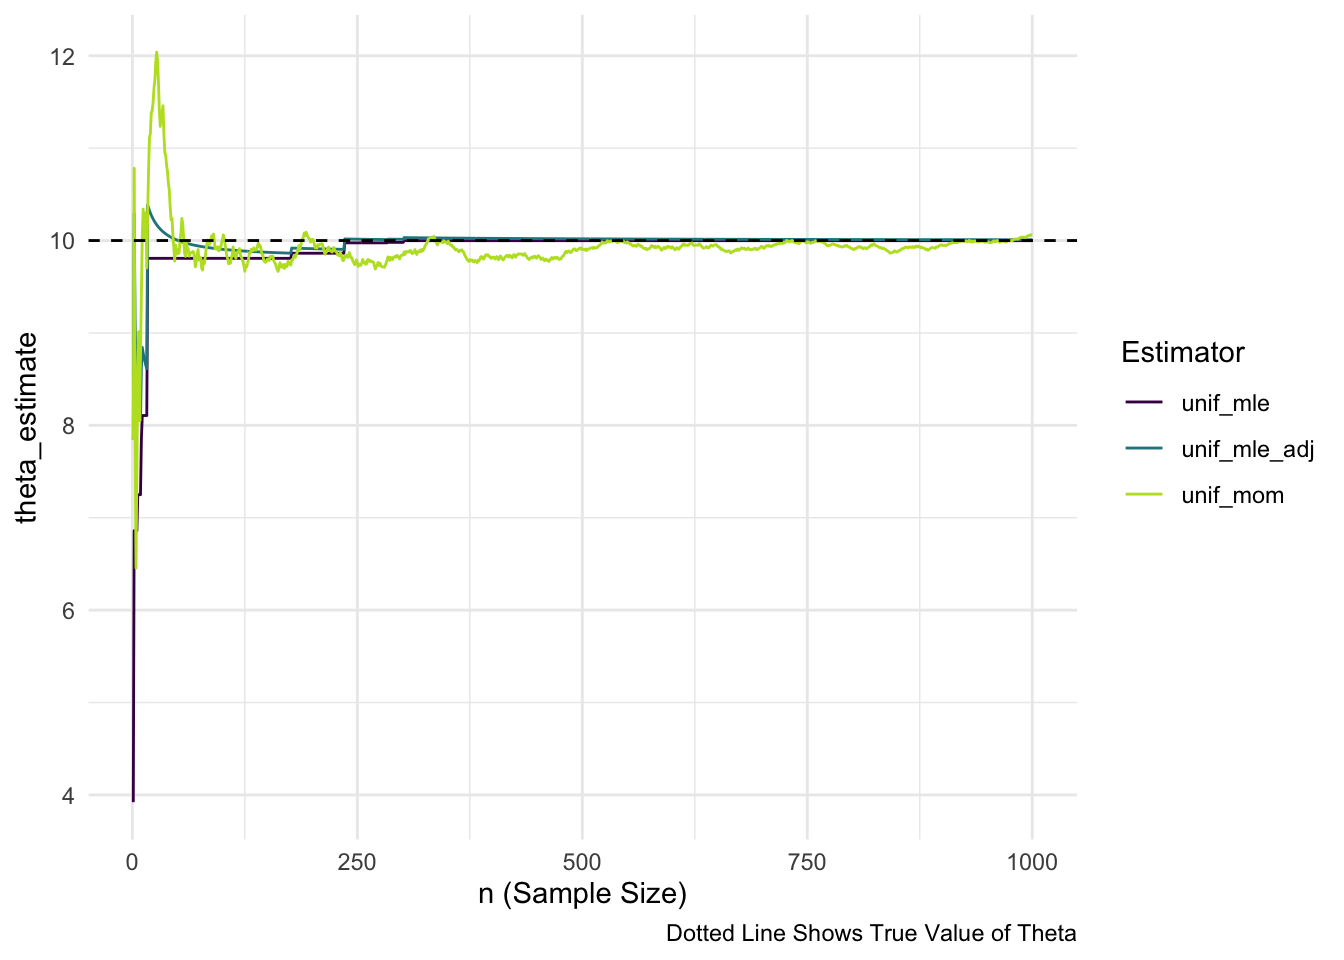 12
10
8
6
4
theta_estimate
0
250
500
750
1000
n (Sample Size)
Estimator
unif_mle
unif_mle_adj
unif_mom
Dotted Line Shows True Value of Theta